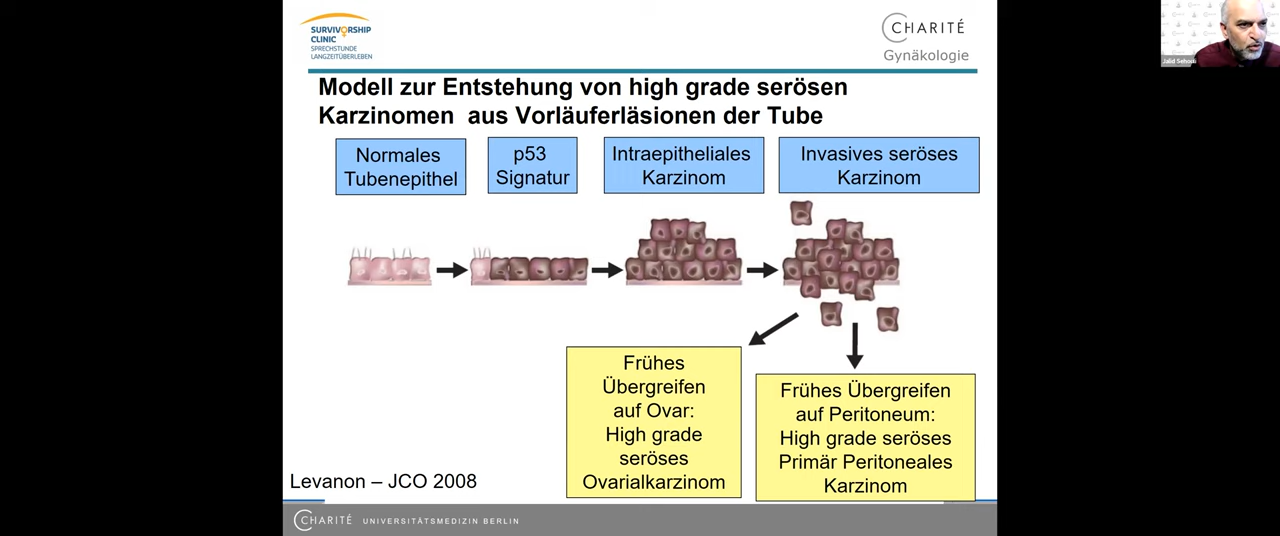 SURVIVORSHIP
CLINIC
SPRECHSTUNDE
LANGZEITÜBERLEBEN
CHARITÉ
Gynäkologie
Jalid Sehouli
Modell zur Entstehung von high grade serösen
Karzinomen aus Vorläuferläsionen der Tube
Normales
Tubenepithel
p53
Signatur
Intraepitheliales
Karzinom
Invasives seröses
Karzinom
Frühes
Übergreifen
auf Ovar:
High grade
seröses
Ovarialkarzinom
Frühes Übergreifen
auf Peritoneum:
High grade seröses
Primär Peritoneales
Karzinom
Levanon – JCO 2008
CHARITÉ UNIVERSITÄTSMEDIZIN BERLIN